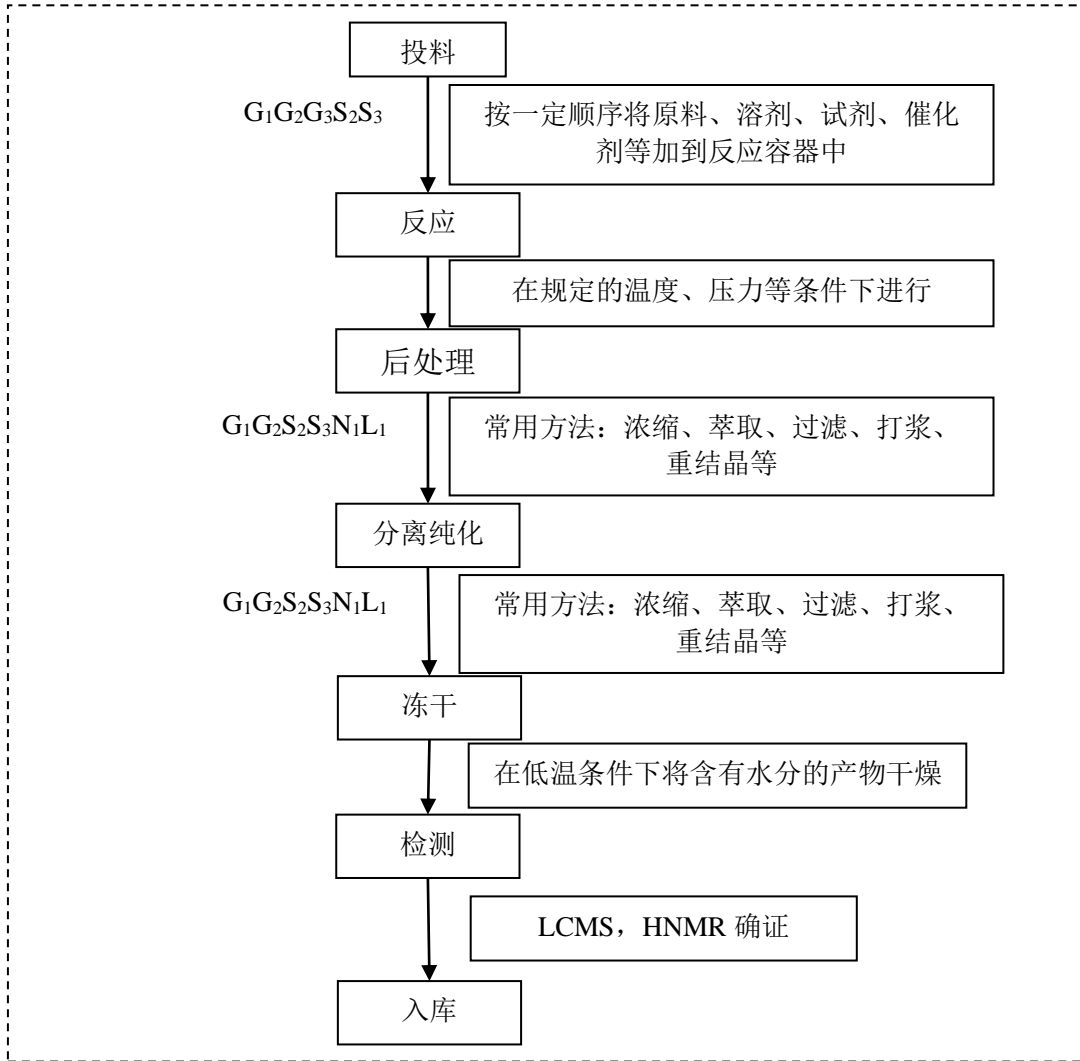 投料
G₁G₂G₃S₂S₃
按一定顺序将原料、溶剂、试剂、催化
剂等加到反应容器中
反应
在规定的温度、压力等条件下进行
后处理
G₁G₂S₂S₃N₁L₁
常用方法：浓缩、萃取、过滤、打浆、
重结晶等
分离纯化
G₁G₂S₂S₃N₁L₁
常用方法：浓缩、萃取、过滤、打浆、
重结晶等
冻干
在低温条件下将含有水分的产物干燥
检测
LCMS，HNMR 确证
入库